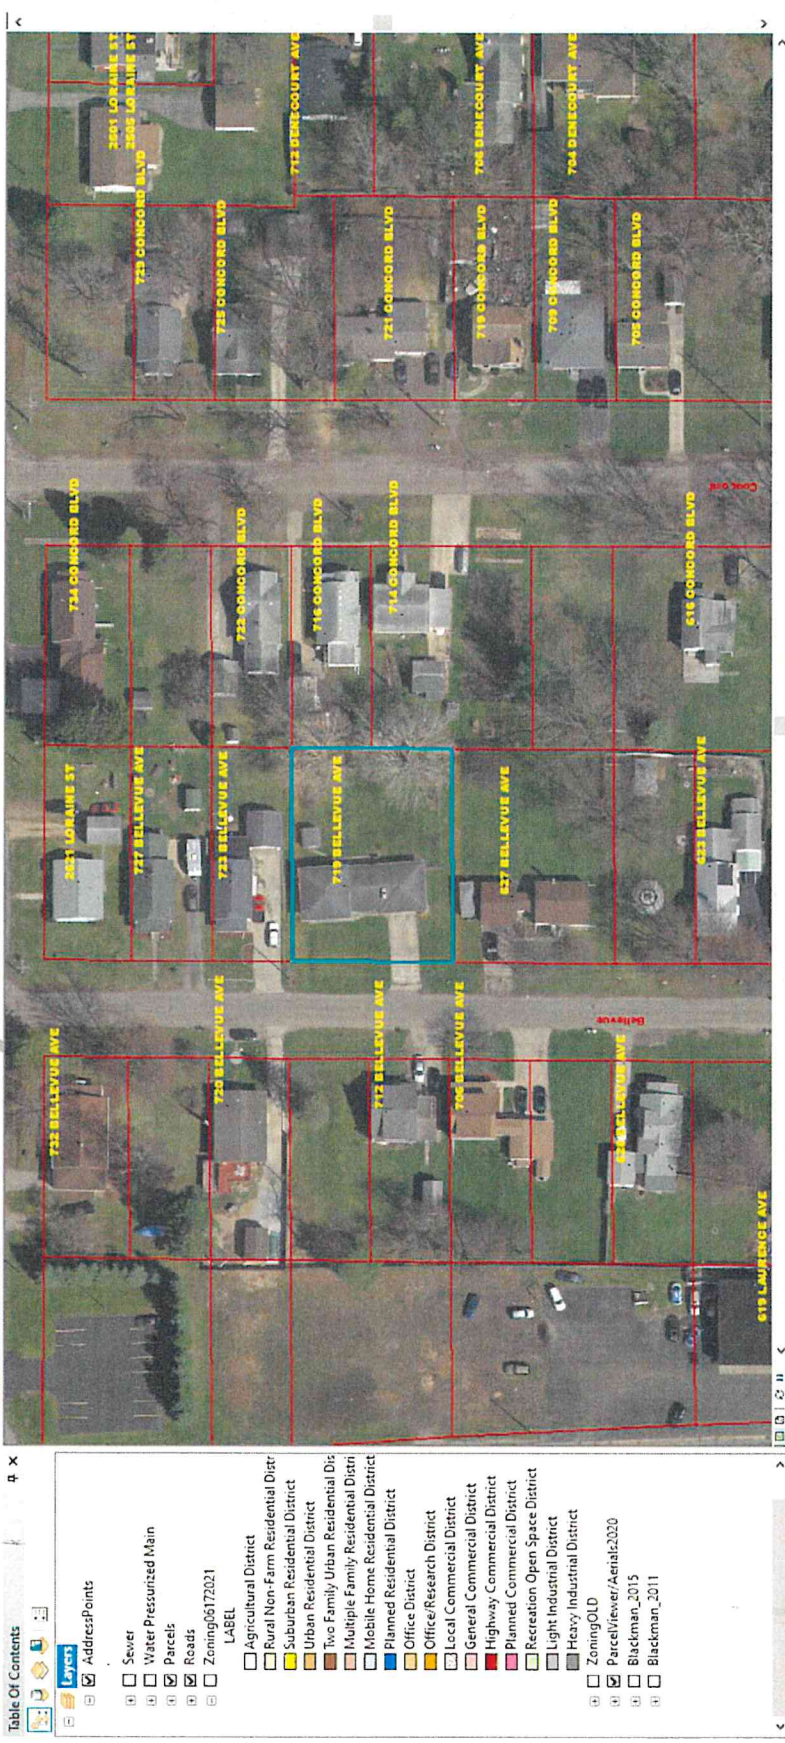 Table Of Contents
Layers
AddressPoints
Sewer
Water Pressurized Main
Parcels
Roads
Zoning06172021
LABEL
Agricultural District
Rural Non-Farm Residential Distr
Suburban Residential District
Urban Residential District
Two Family Urban Residential Dis
Multiple Family Residential Distri
Mobile Home Residential District
Planned Residential District
Office District
Office/Research District
Local Commercial District
General Commercial District
Highway Commercial District
Planned Commercial District
Recreation Open Space District
Light Industrial District
Heavy Industrial District
ZoningOLD
ParcelViewer/Aerials2020
Blackman_2015
Blackman_2011
732 BELLEVUE AVE
720 BELLEVUE AVE
712 BELLEVUE AVE
706 BELLEVUE AVE
BELLEVUE AVE
619 LAURENCE AVE
Bellevue
2621 LORAINE ST
727 BELLEVUE AVE
723 BELLEVUE AVE
719 BELLEVUE AVE
627 BELLEVUE AVE
623 BELLEVUE AVE
734 CONCORD BLVD
722 CONCORD BLVD
716 CONCORD BLVD
714 CONCORD BLVD
616 CONCORD BLVD
Concord
729 CONCORD BLVD
725 CONCORD BLVD
721 CONCORD BLVD
719 CONCORD BLVD
709 CONCORD BLVD
705 CONCORD BLVD
2501 LORAINE ST
2505 LORAINE ST
712 DENECOURT AVE
706 DENECOURT AVE
704 DENECOURT AVE